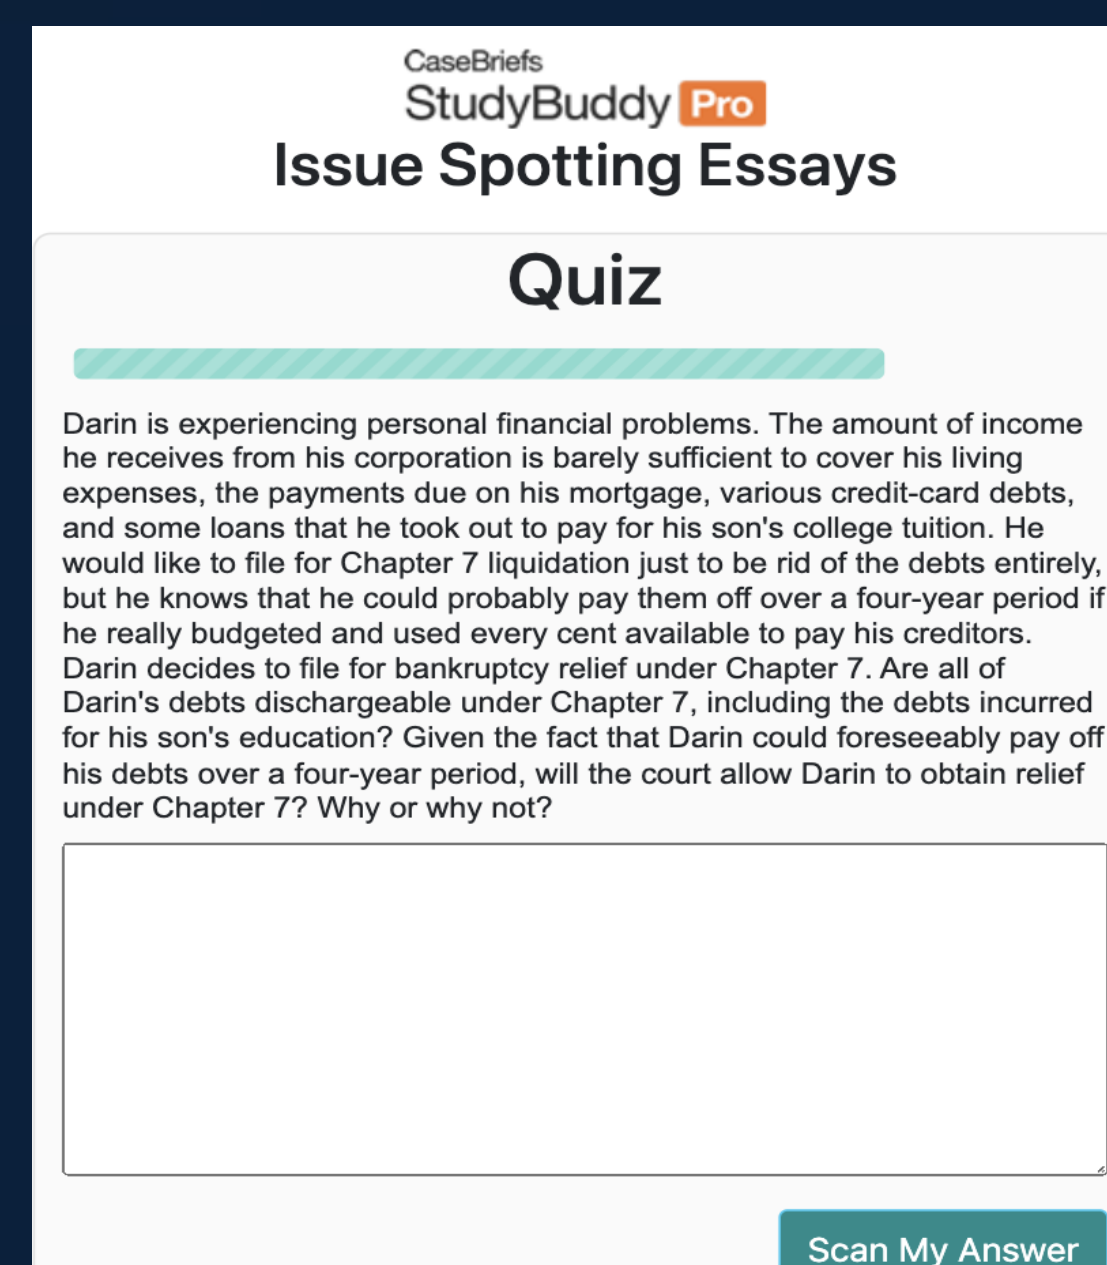 CaseBriefs
StudyBuddy Pro
Issue Spotting Essays
Quiz
Darin is experiencing personal financial problems. The amount of income
he receives from his corporation is barely sufficient to cover his living
expenses, the payments due on his mortgage, various credit-card debts,
and some loans that he took out to pay for his son's college tuition. He
would like to file for Chapter 7 liquidation just to be rid of the debts entirely,
but he knows that he could probably pay them off over a four-year period if
he really budgeted and used every cent available to pay his creditors.
Darin decides to file for bankruptcy relief under Chapter 7. Are all of
Darin's debts dischargeable under Chapter 7, including the debts incurred
for his son's education? Given the fact that Darin could foreseeably pay off
his debts over a four-year period, will the court allow Darin to obtain relief
under Chapter 7? Why or why not?
Scan My Answer